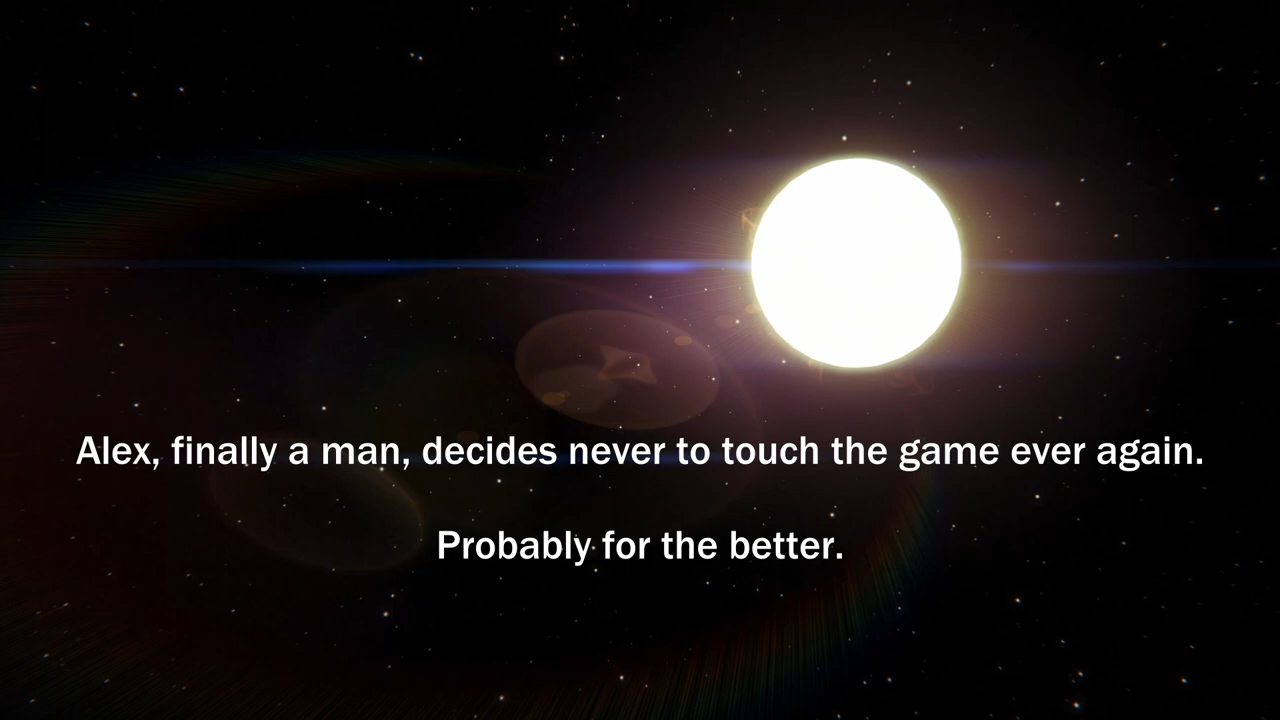 Alex, finally a man, decides never to touch the game ever again.
Probably for the better.